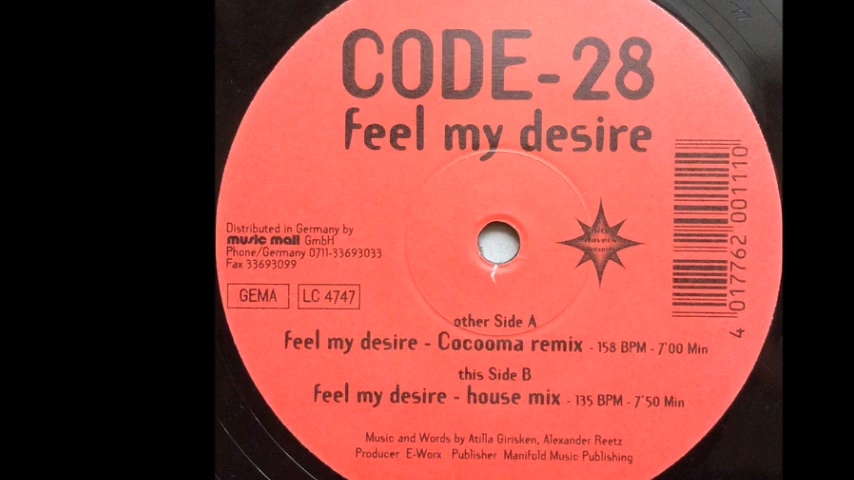 CODE-28
feel my desire
Distributed in Germany by
music mall GmbH
Phone/Germany 0711-33693033
Fax 33693099
GEMA LC 4747
4 017762 001110
other Side A
feel my desire - Cocooma remix - 158 BPM - 7'00 Min
this Side B
feel my desire - house mix - 135 BPM - 7'50 Min
Music and Words by Atilla Girisken, Alexander Reetz
Producer E-Worx Publisher Manifold Music Publishing